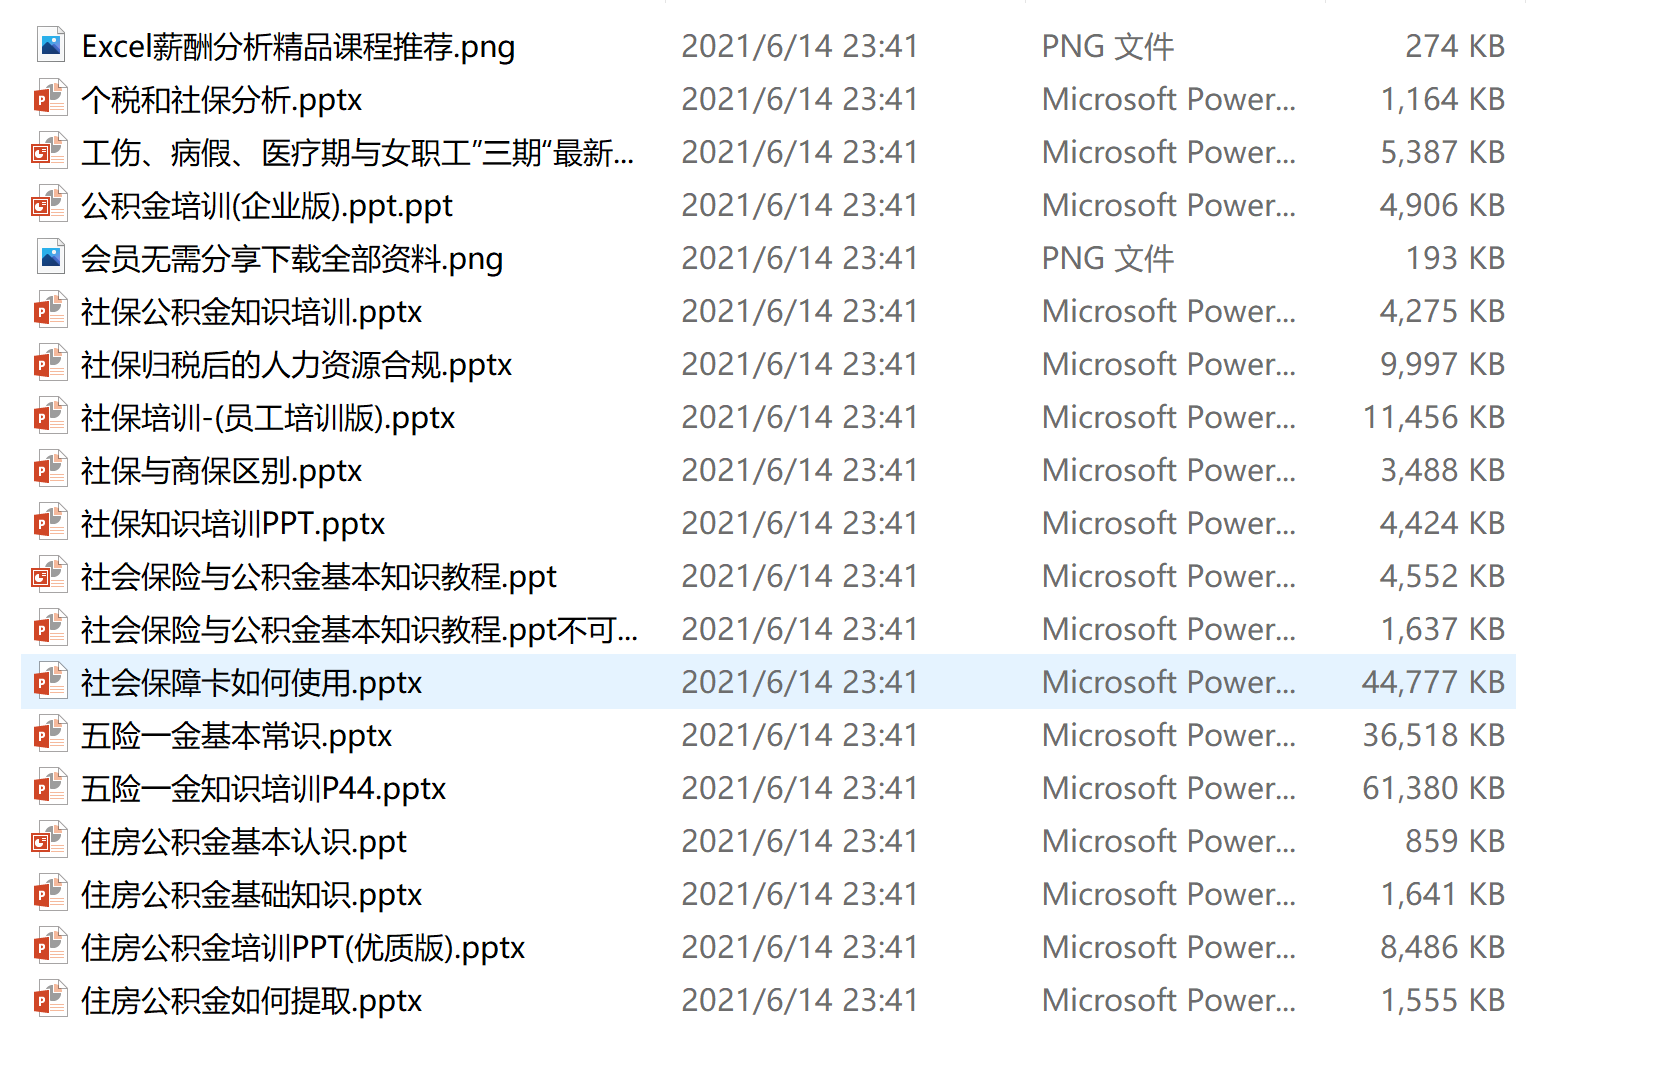 Excel薪酬分析精品课程推荐.png 2021/6/14 23:41 PNG 文件 274 KB
个税和社保分析.pptx 2021/6/14 23:41 Microsoft Power... 1,164 KB
工伤、病假、医疗期与女职工”三期“最新... 2021/6/14 23:41 Microsoft Power... 5,387 KB
公积金培训(企业版).ppt.ppt 2021/6/14 23:41 Microsoft Power... 4,906 KB
会员无需分享下载全部资料.png 2021/6/14 23:41 PNG 文件 193 KB
社保公积金知识培训.pptx 2021/6/14 23:41 Microsoft Power... 4,275 KB
社保归税后的人力资源合规.pptx 2021/6/14 23:41 Microsoft Power... 9,997 KB
社保培训-(员工培训版).pptx 2021/6/14 23:41 Microsoft Power... 11,456 KB
社保与商保区别.pptx 2021/6/14 23:41 Microsoft Power... 3,488 KB
社保知识培训PPT.pptx 2021/6/14 23:41 Microsoft Power... 4,424 KB
社会保险与公积金基本知识教程.ppt 2021/6/14 23:41 Microsoft Power... 4,552 KB
社会保险与公积金基本知识教程.ppt不可... 2021/6/14 23:41 Microsoft Power... 1,637 KB
社会保障卡如何使用.pptx 2021/6/14 23:41 Microsoft Power... 44,777 KB
五险一金基本常识.pptx 2021/6/14 23:41 Microsoft Power... 36,518 KB
五险一金知识培训P44.pptx 2021/6/14 23:41 Microsoft Power... 61,380 KB
住房公积金基本认识.ppt 2021/6/14 23:41 Microsoft Power... 859 KB
住房公积金基础知识.pptx 2021/6/14 23:41 Microsoft Power... 1,641 KB
住房公积金培训PPT(优质版).pptx 2021/6/14 23:41 Microsoft Power... 8,486 KB
住房公积金如何提取.pptx 2021/6/14 23:41 Microsoft Power... 1,555 KB